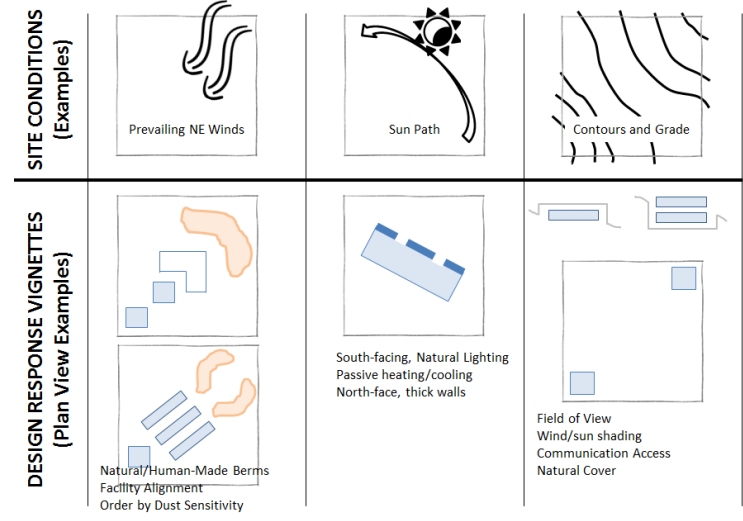 SITE CONDITIONS
(Examples)
Prevailing NE Winds
Sun Path
Contours and Grade
DESIGN RESPONSE VIGNETTES
(Plan View Examples)
Natural/Human-Made Berms
Facility Alignment
Order by Dust Sensitivity
South-facing, Natural Lighting
Passive heating/cooling
North-face, thick walls
Field of View
Wind/sun shading
Communication Access
Natural Cover